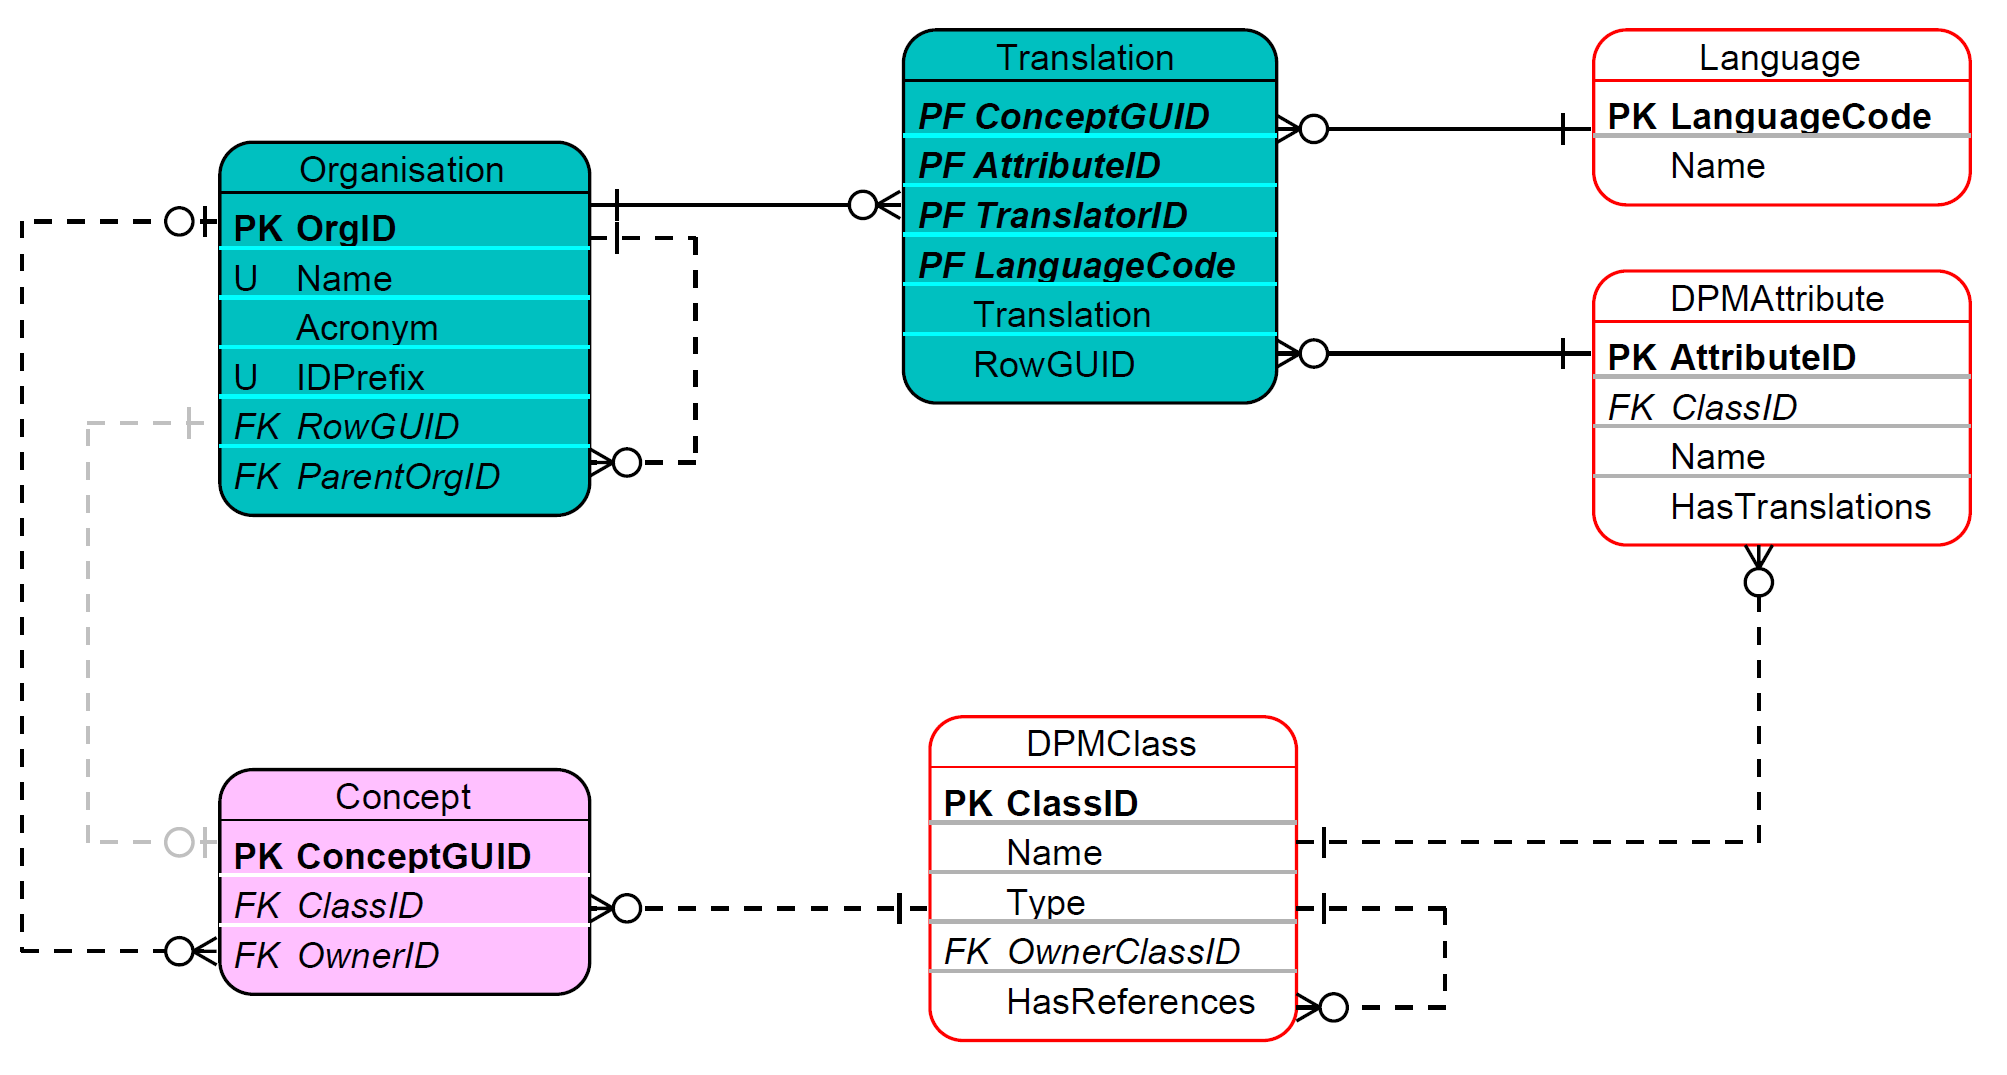 Organisation
PK OrgID
U Name
Acronym
U IDPrefix
FK RowGUID
FK ParentOrgID
Translation
PF ConceptGUID
PF AttributeID
PF TranslatorID
PF LanguageCode
Translation
RowGUID
Language
PK LanguageCode
Name
DPMAttribute
PK AttributeID
FK ClassID
Name
HasTranslations
Concept
PK ConceptGUID
FK ClassID
FK OwnerID
DPMClass
PK ClassID
Name
Type
FK OwnerClassID
HasReferences